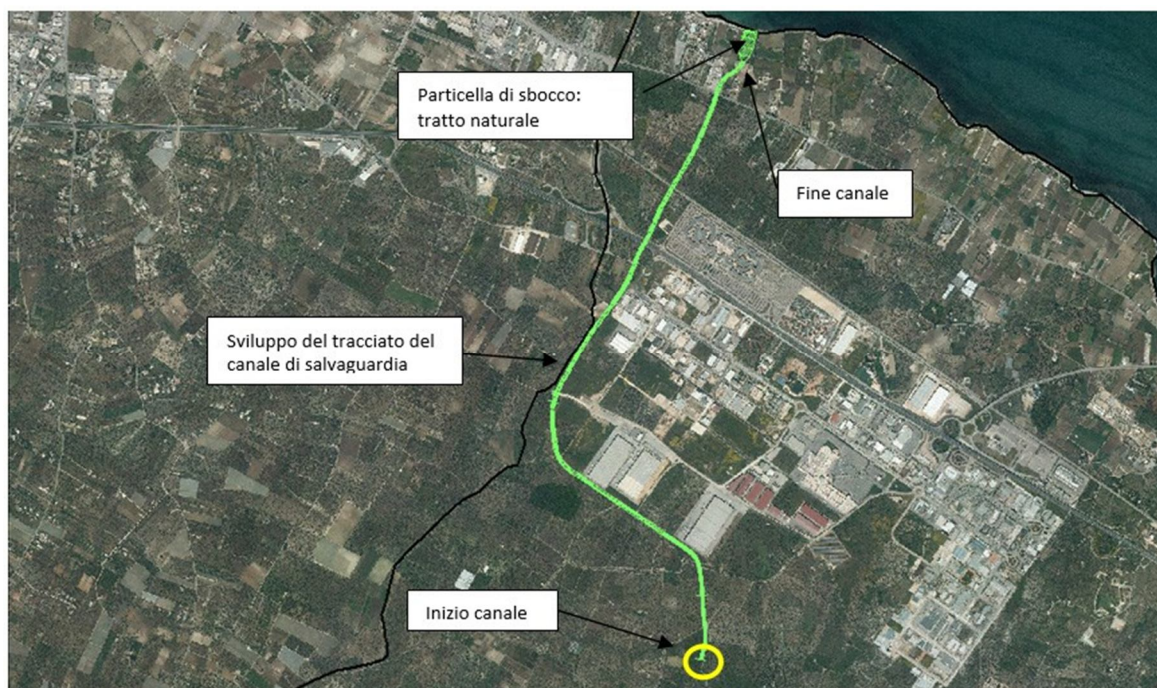 Particella di sbocco:
tratto naturale
Fine canale
Sviluppo del tracciato del
canale di salvaguardia
Inizio canale